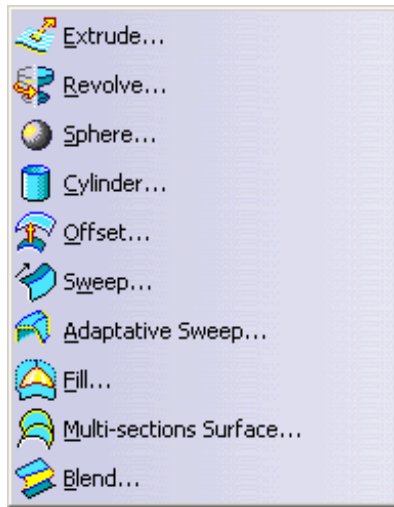 Extrude...
Revolve...
Sphere...
Cylinder...
Offset...
Sweep...
Adaptative Sweep...
Fill...
Multi-sections Surface...
Blend...